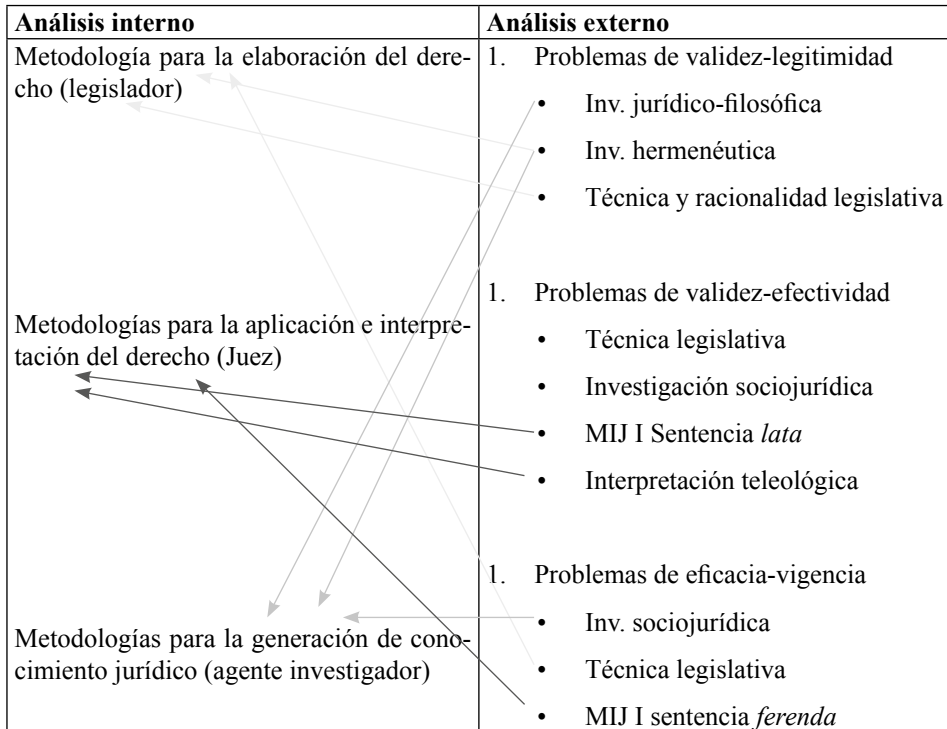 Análisis interno
Análisis externo
Metodología para la elaboración del dere-
cho (legislador)
1. Problemas de validez-legitimidad
• Inv. jurídico-filosófica
• Inv. hermenéutica
• Técnica y racionalidad legislativa
Metodologías para la aplicación e interpre-
tación del derecho (Juez)
1. Problemas de validez-efectividad
• Técnica legislativa
• Investigación sociojurídica
• MIJ I Sentencia lata
• Interpretación teleológica
Metodologías para la generación de cono-
cimiento jurídico (agente investigador)
1. Problemas de eficacia-vigencia
• Inv. sociojurídica
• Técnica legislativa
• MIJ I sentencia ferenda